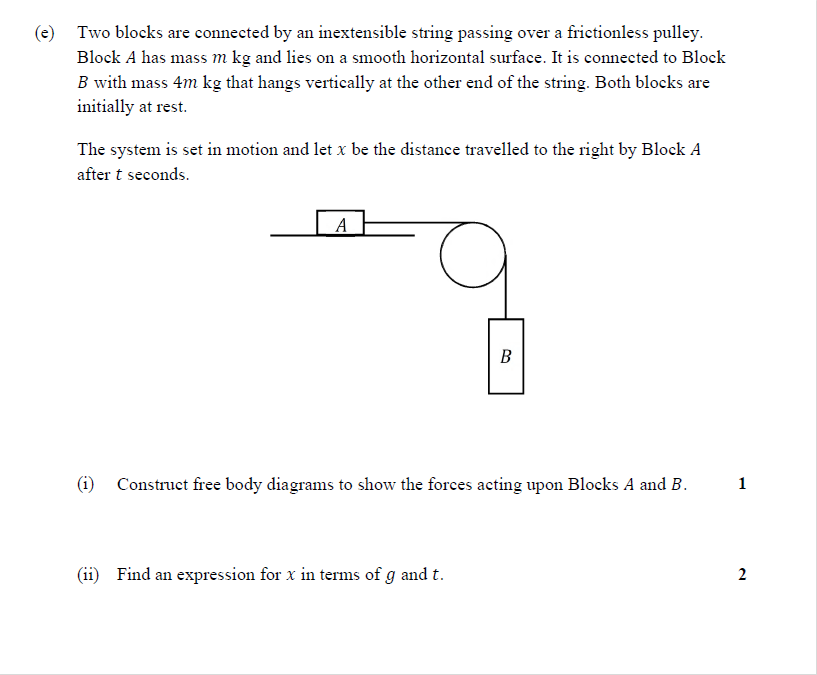 (e) Two blocks are connected by an inextensible string passing over a frictionless pulley.
Block A has mass m kg and lies on a smooth horizontal surface. It is connected to Block
B with mass 4m kg that hangs vertically at the other end of the string. Both blocks are
initially at rest.
The system is set in motion and let x be the distance travelled to the right by Block A
after t seconds.
A
B
(i) Construct free body diagrams to show the forces acting upon Blocks A and B. 1
(ii) Find an expression for x in terms of g and t. 2